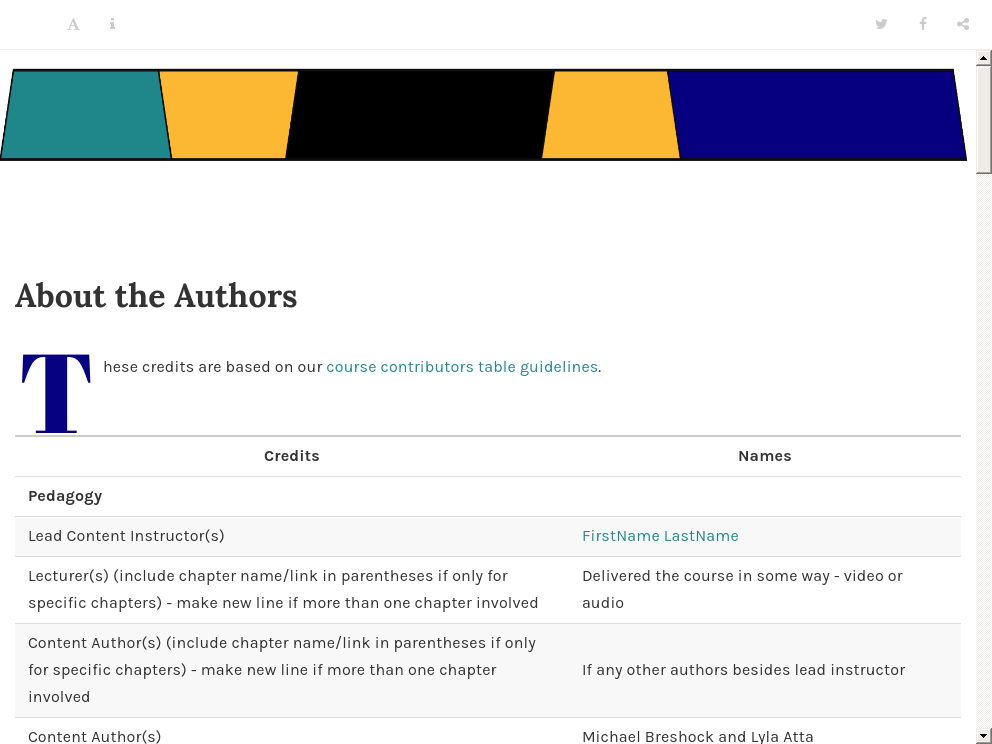 About the Authors
These credits are based on our course contributors table guidelines.
Credits Names
Pedagogy
Lead Content Instructor(s) FirstName LastName
Lecturer(s) (include chapter name/link in parentheses if only for
specific chapters) - make new line if more than one chapter involved
Delivered the course in some way - video or
audio
Content Author(s) (include chapter name/link in parentheses if only
for specific chapters) - make new line if more than one chapter
involved
If any other authors besides lead instructor
Content Author(s) Michael Breshock and Lyla Atta